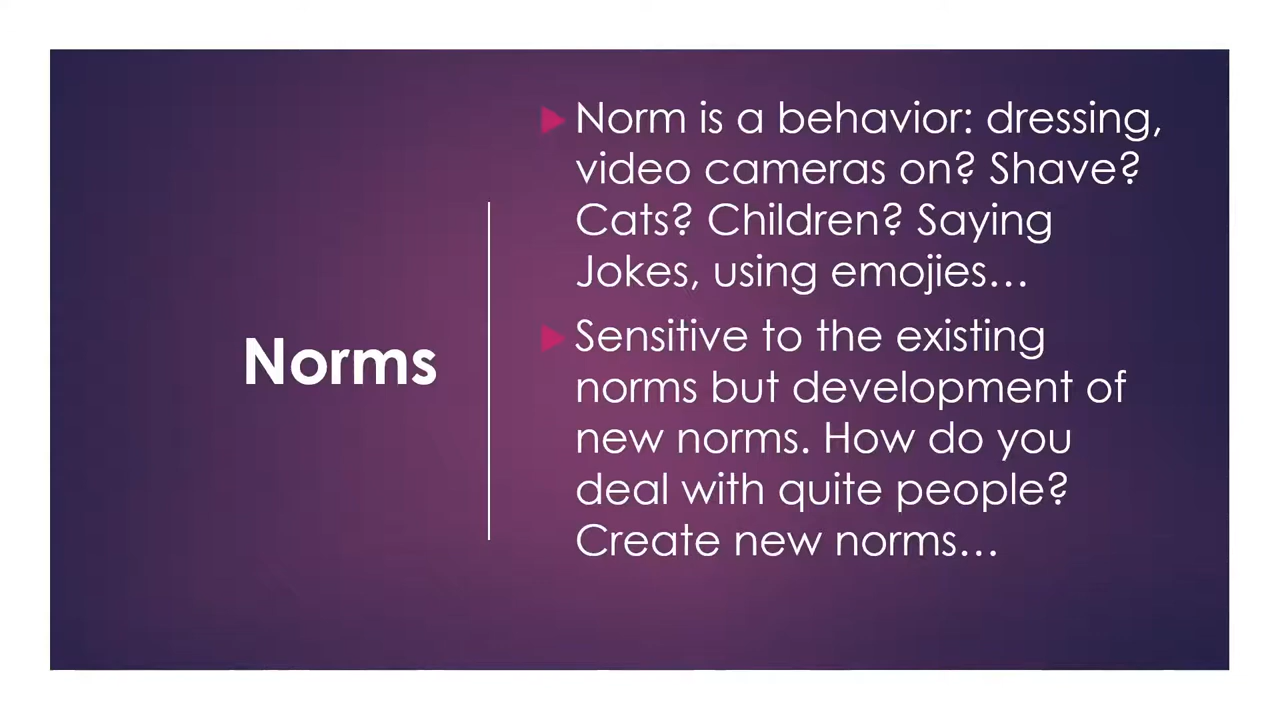 Norms
Norm is a behavior: dressing,
video cameras on? Shave?
Cats? Children? Saying
Jokes, using emojies…
Sensitive to the existing
norms but development of
new norms. How do you
deal with quite people?
Create new norms…